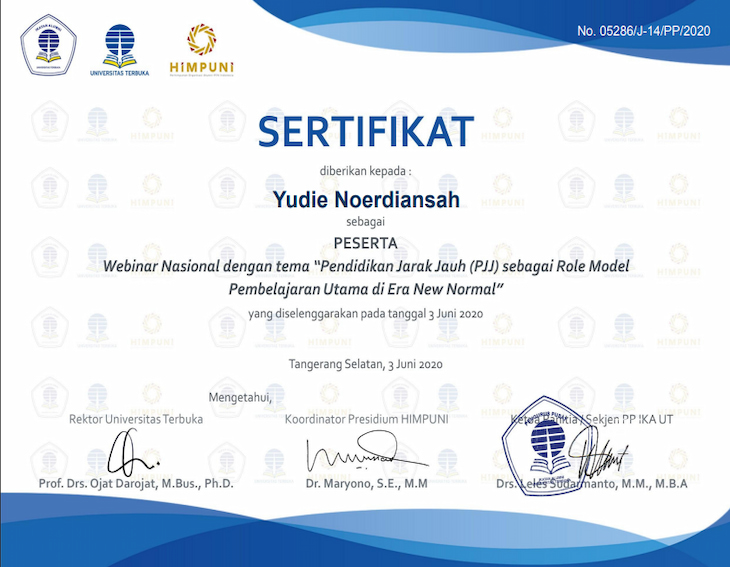 No. 05286/J-14/PP/2020
UNIVERSITAS TERBUKA
HIMPUNI
SERTIFIKAT
diberikan kepada :
Yudie Noerdiansah
sebagai
PESERTA
Webinar Nasional dengan tema “Pendidikan Jarak Jauh (PJJ) sebagai Role Model
Pembelajaran Utama di Era New Normal”
yang diselenggarakan pada tanggal 3 Juni 2020
Tangerang Selatan, 3 Juni 2020
Mengetahui,
Rektor Universitas Terbuka
Koordinator Presidium HIMPUNI
Ketua Panitia / Sekjen PP IKA UT
Prof. Drs. Ojat Darojat, M.Bus., Ph.D.
Dr. Maryono, S.E., M.M
Drs. Leles Sudarmanto, M.M., M.B.A